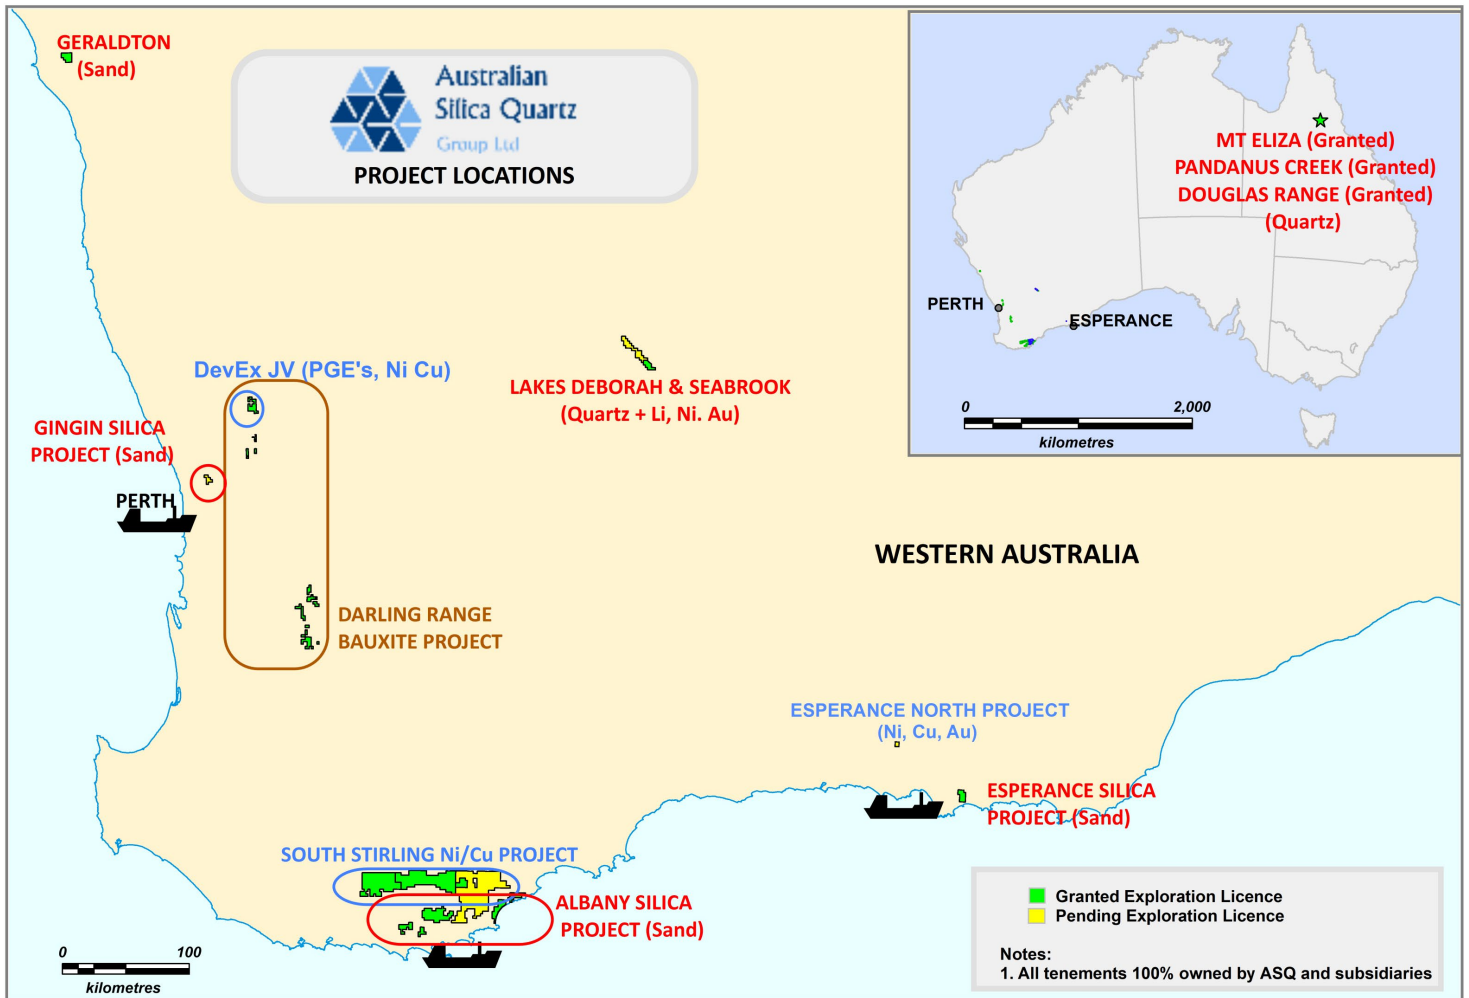 GERALDTON
(Sand)
Australian
Silica Quartz
Group Ltd
PROJECT LOCATIONS
MT ELIZA (Granted)
PANDANUS CREEK (Granted)
DOUGLAS RANGE (Granted)
(Quartz)
PERTH
ESPERANCE
0 2,000
kilometres
DevEx JV (PGE's, Ni Cu)
LAKES DEBORAH & SEABROOK
(Quartz + Li, Ni. Au)
GINGIN SILICA
PROJECT (Sand)
PERTH
WESTERN AUSTRALIA
DARLING RANGE
BAUXITE PROJECT
ESPERANCE NORTH PROJECT
(Ni, Cu, Au)
ESPERANCE SILICA
PROJECT (Sand)
SOUTH STIRLING Ni/Cu PROJECT
ALBANY SILICA
PROJECT (Sand)
0 100
kilometres
Granted Exploration Licence
Pending Exploration Licence
Notes:
1. All tenements 100% owned by ASQ and subsidiaries